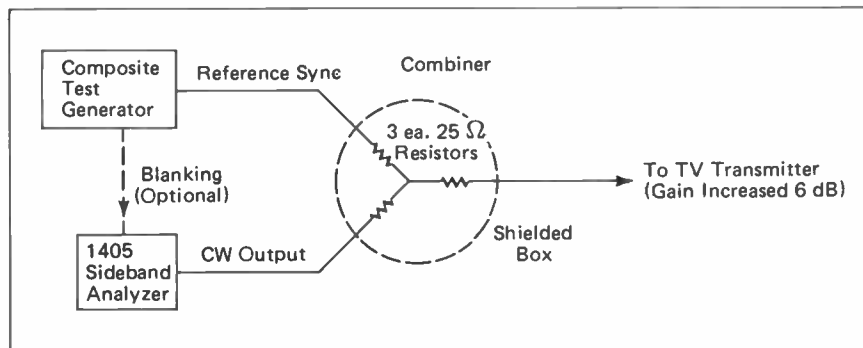 Composite
Test
Generator
Reference Sync
Combiner
3 ea. 25 Ω
Resistors
Blanking
(Optional)
To TV Transmitter
(Gain Increased 6 dB)
1405
Sideband
Analyzer
CW Output
Shielded
Box